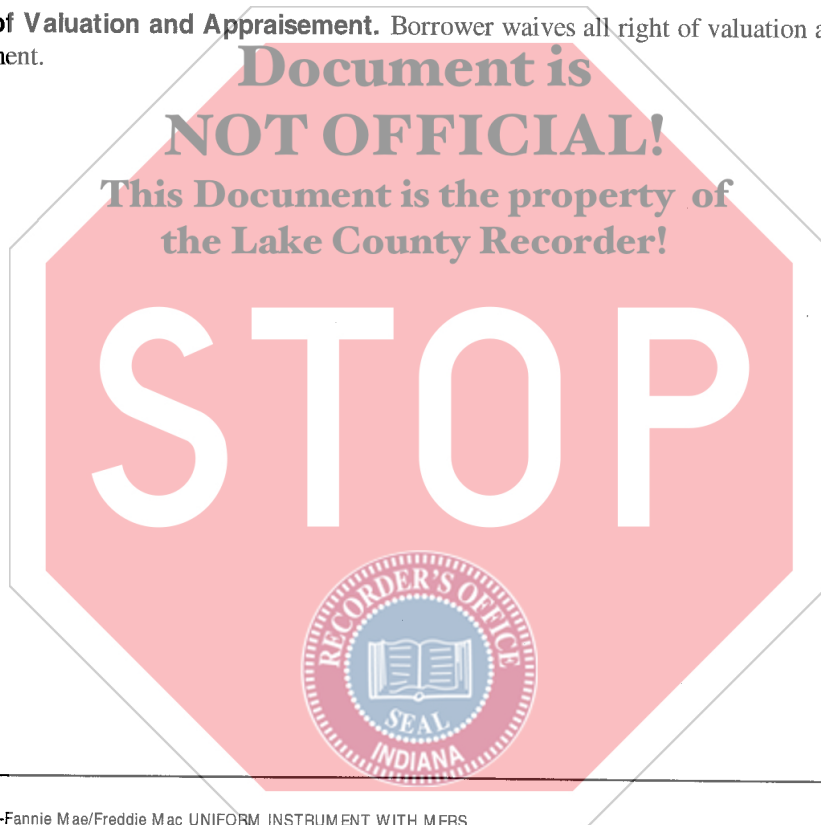 of Valuation and Appraisement. Borrower waives all right of valuation a
nent.
Document is
NOT OFFICIAL!
This Document is the property of
the Lake County Recorder!
STOP
RECORDER'S OFFICE
SEAL
INDIANA
-Fannie Mae/Freddie Mac UNIFORM INSTRUMENT WITH MERS